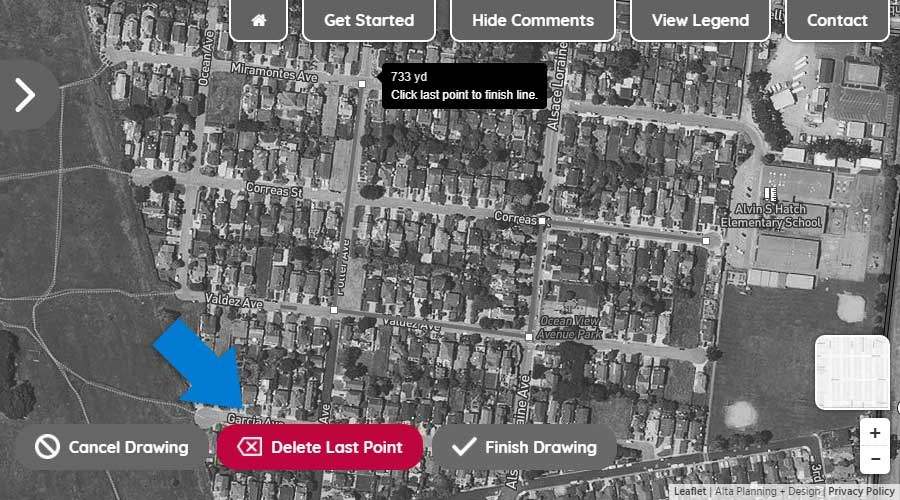 Get Started
Hide Comments
View Legend
Contact
Ocean Ave
Miramontes Ave
733 yd
Click last point to finish line.
Alsace Lorraine
Correas St
Correas
Alvin S Hatch
Elementary School
Potter Ave
Valdez Ave
Valdez Ave
Ocean View
Avenue Park
Garcia Ave
Ave
aine Ave
Als
3rd
Cancel Drawing
Delete Last Point
Finish Drawing
+
−
Leaflet | Alta Planning + Design | Privacy Policy